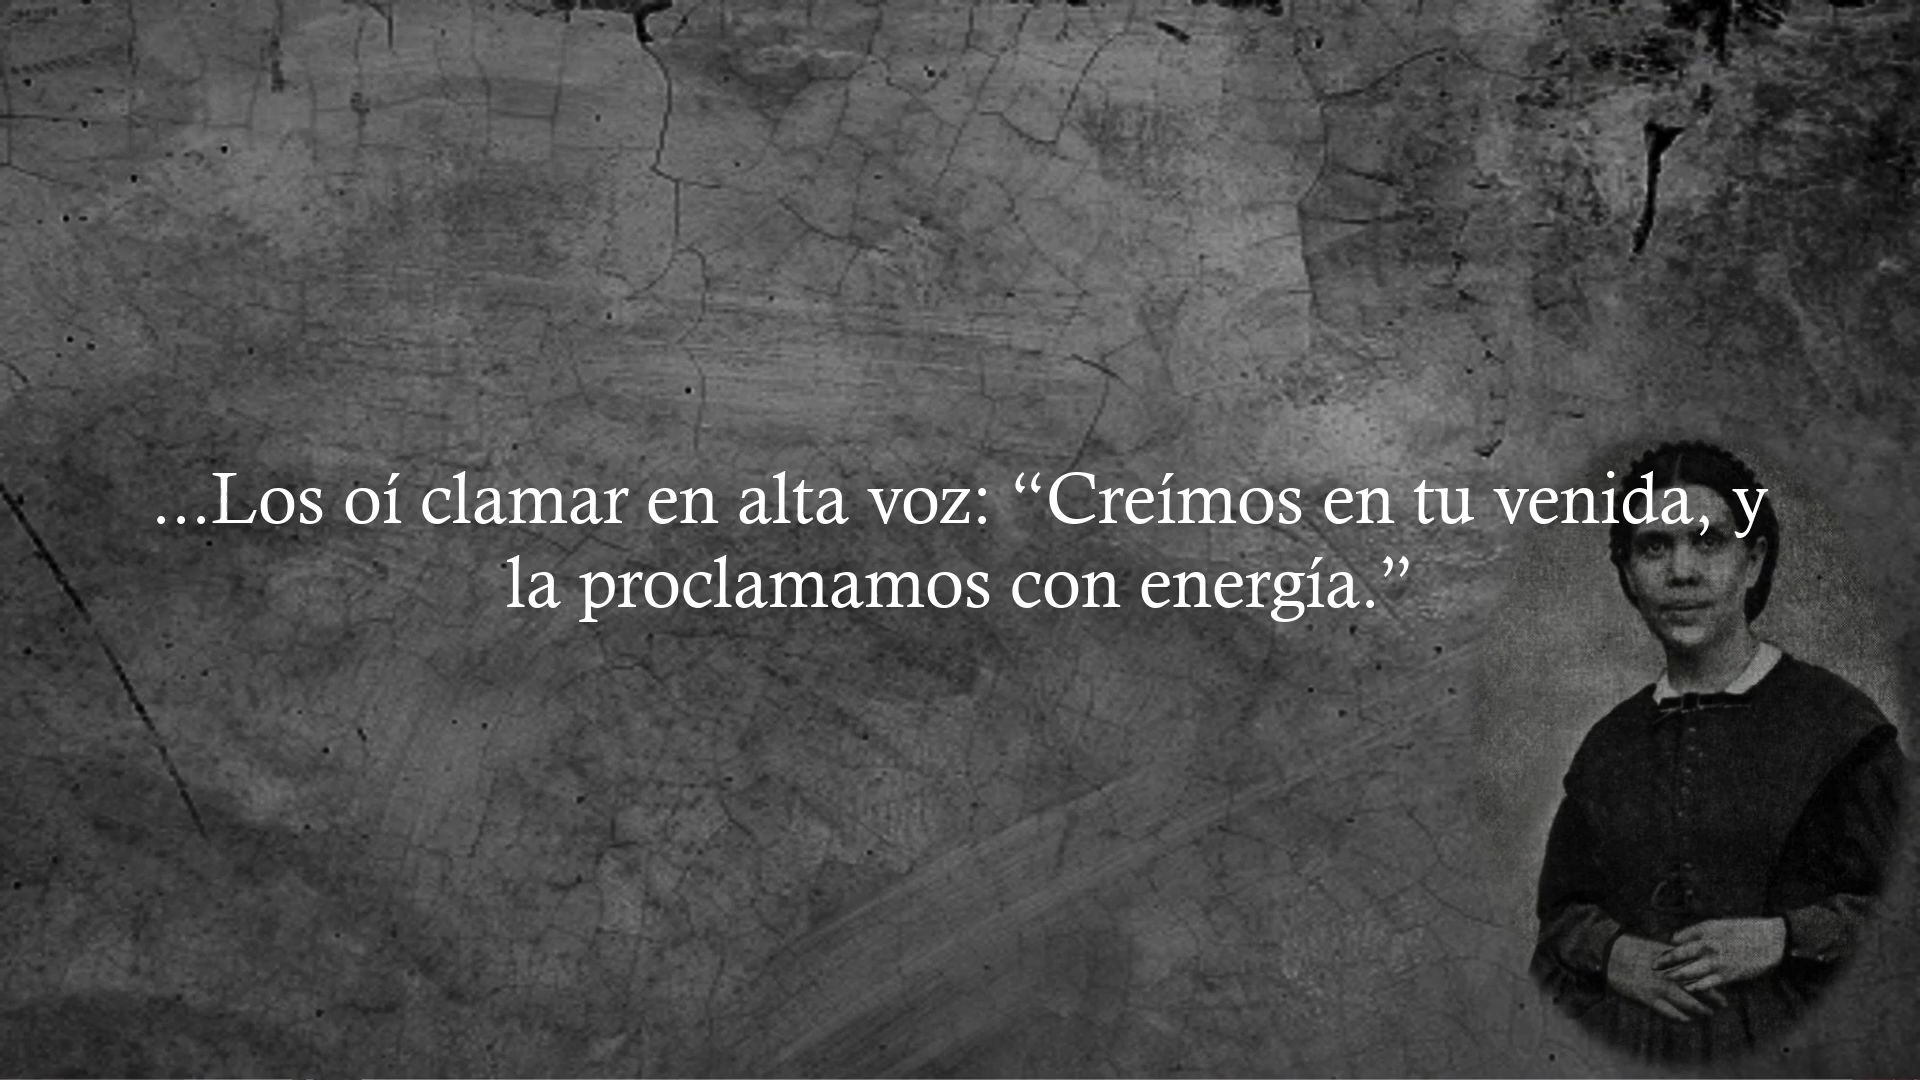 ...Los oí clamar en alta voz: “Creímos en tu venida, y
la proclamamos con energía.”